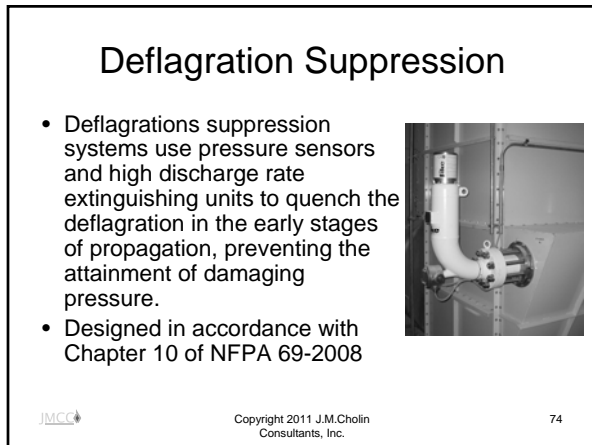 Deflagration Suppression
• Deflagrations suppression
systems use pressure sensors
and high discharge rate
extinguishing units to quench the
deflagration in the early stages
of propagation, preventing the
attainment of damaging
pressure.
• Designed in accordance with
Chapter 10 of NFPA 69-2008
JMCC
Copyright 2011 J.M.Cholin
Consultants, Inc.
74